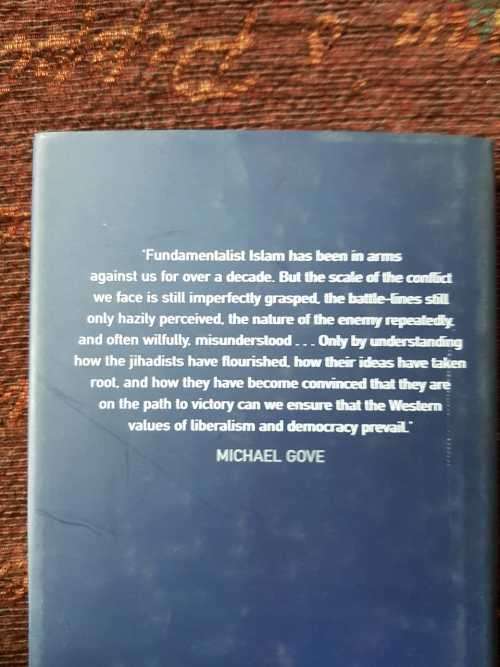 'Fundamentalist Islam has been in arms
against us for over a decade. But the scale of the conflict
we face is still imperfectly grasped, the battle-lines still
only hazily perceived, the nature of the enemy repeatedly,
and often wilfully, misunderstood . . . Only by understanding
how the jihadists have flourished, how their ideas have taken
root, and how they have become convinced that they are
on the path to victory can we ensure that the Western
values of liberalism and democracy prevail.'
MICHAEL GOVE